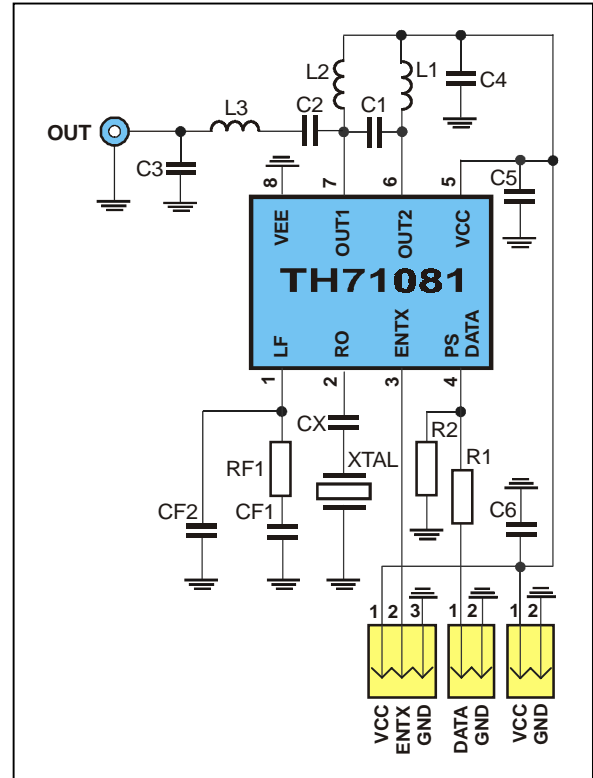 L2
L1
C4
L3
C2
C1
OUT
C3
C5
8
7
6
5
VEE
OUT1
OUT2
VCC
TH71081
LF
RO
ENTX
PS
DATA
1
2
3
4
CX
R2
R1
RF1
XTAL
CF2
CF1
C6
1 2 3
1 2
1 2
VCC
ENTX
GND
DATA
GND
VCC
GND